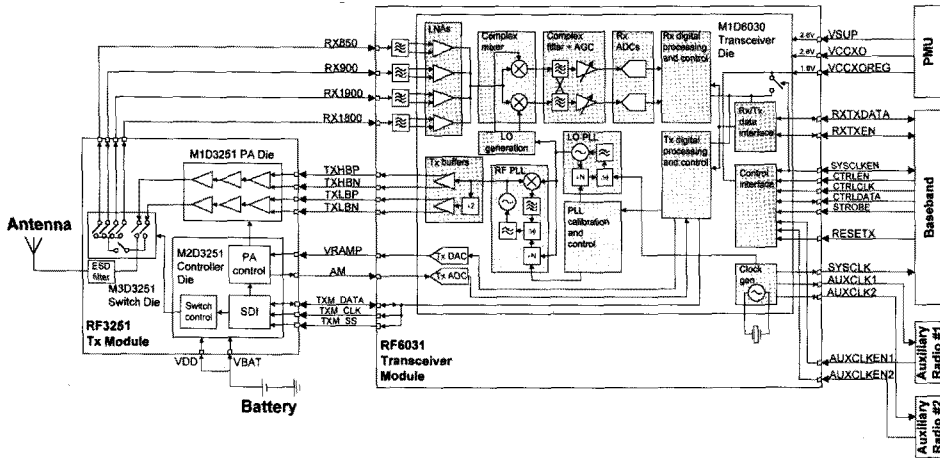 RX850
RX900
RX1900
RX1800
LNAs
Complex
mixer
Complex
filter + AGC
Rx
ADCs
Rx digital
processing
and control
M1D6030
Transceiver
Die
2.8V
VSUP
2.8V
VCCXO
1.8V
VCCXOREG
PMU
Rx/Tx
data
interface
RXTXDATA
RXTXEN
LO
generation
LO PLL
Tx digital
processing
and control
Control
interface
SYSCLKEN
CTRLEN
CTRLCLK
CTRLDATA
STROBE
RESETX
Baseband
M1D3251 PA Die
TXHBP
TXHBN
TXLBP
TXLBN
Tx buffers
÷2
RF PLL
÷N
÷N
PLL
calibration
and
control
Antenna
ESD
filter
M3D3251
Switch Die
M2D3251
Controller
Die
PA
control
Switch
control
SDI
VRAMP
AM
Tx DAC
Tx ADC
TXM_DATA
TXM_CLK
TXM_SS
Clock
gen
SYSCLK
AUXCLK1
AUXCLK2
RF3251
Tx Module
VDD
VBAT
Battery
RF6031
Transceiver
Module
AUXCLKEN1
AUXCLKEN2
Auxiliary
Radio #1
Auxiliary
Radio #2